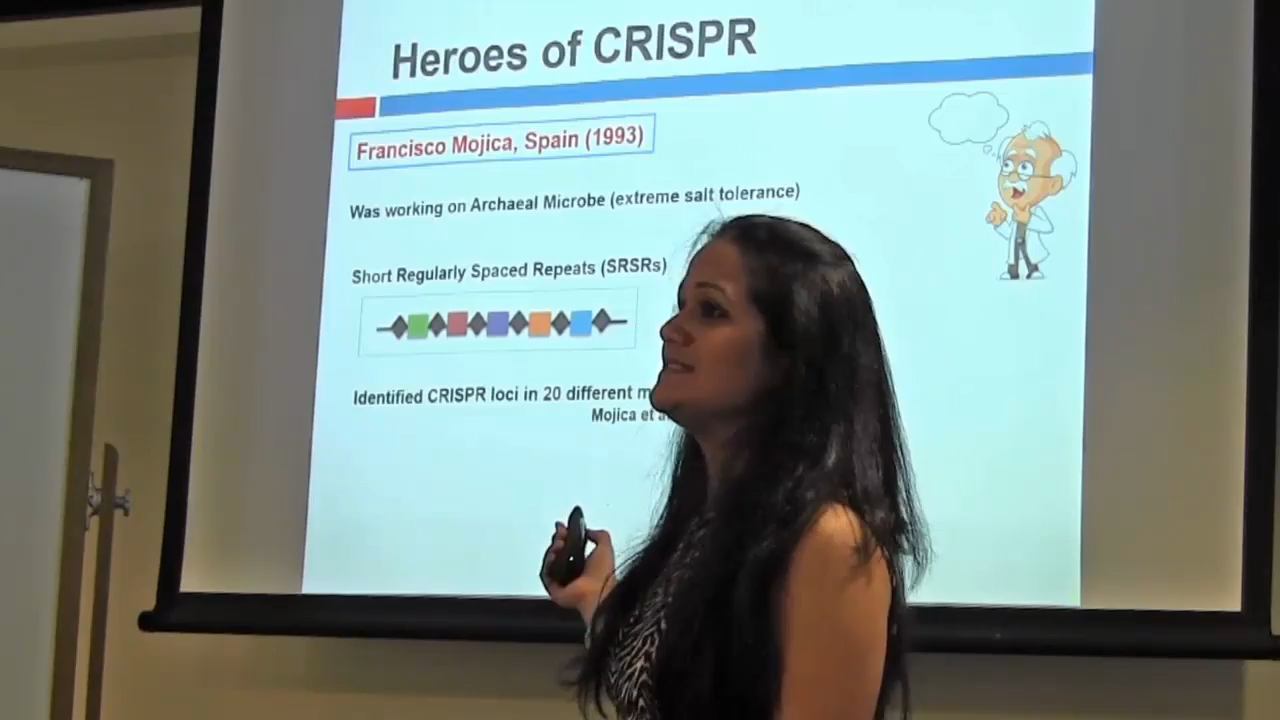 Heroes of CRISPR
Francisco Mojica, Spain (1993)
Was working on Archaeal Microbe (extreme salt tolerance)
Short Regularly Spaced Repeats (SRSRs)
Identified CRISPR loci in 20 different
Mojica et